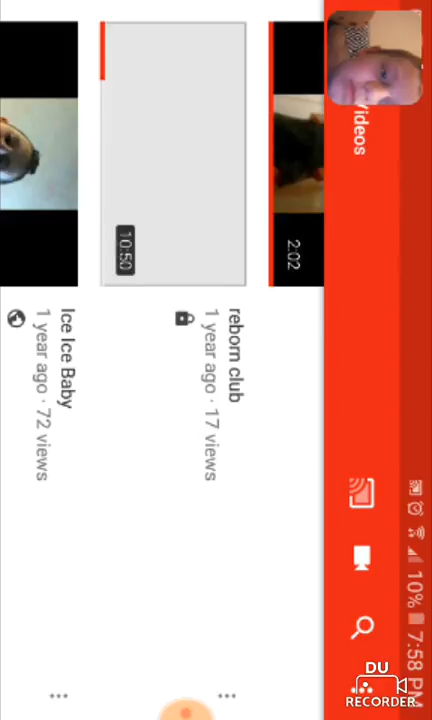 10% 7:58 PM
Videos
2:02
10:50
reborn club
1 year ago · 17 views
Ice Ice Baby
1 year ago · 72 views
DU
RECORDER